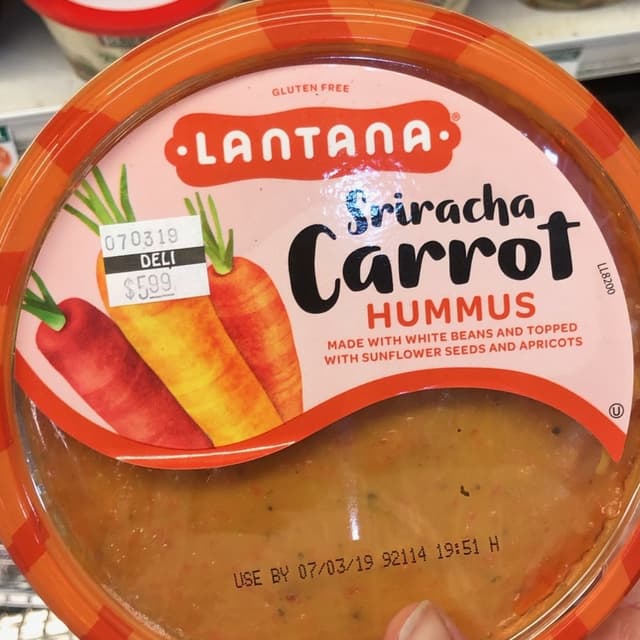 GLUTEN FREE
·LANTANA·®
Sriracha
Carrot
HUMMUS
MADE WITH WHITE BEANS AND TOPPED
WITH SUNFLOWER SEEDS AND APRICOTS
070319
DELI
$5.99
LL8200
U
USE BY 07/03/19 92114 19:51 H